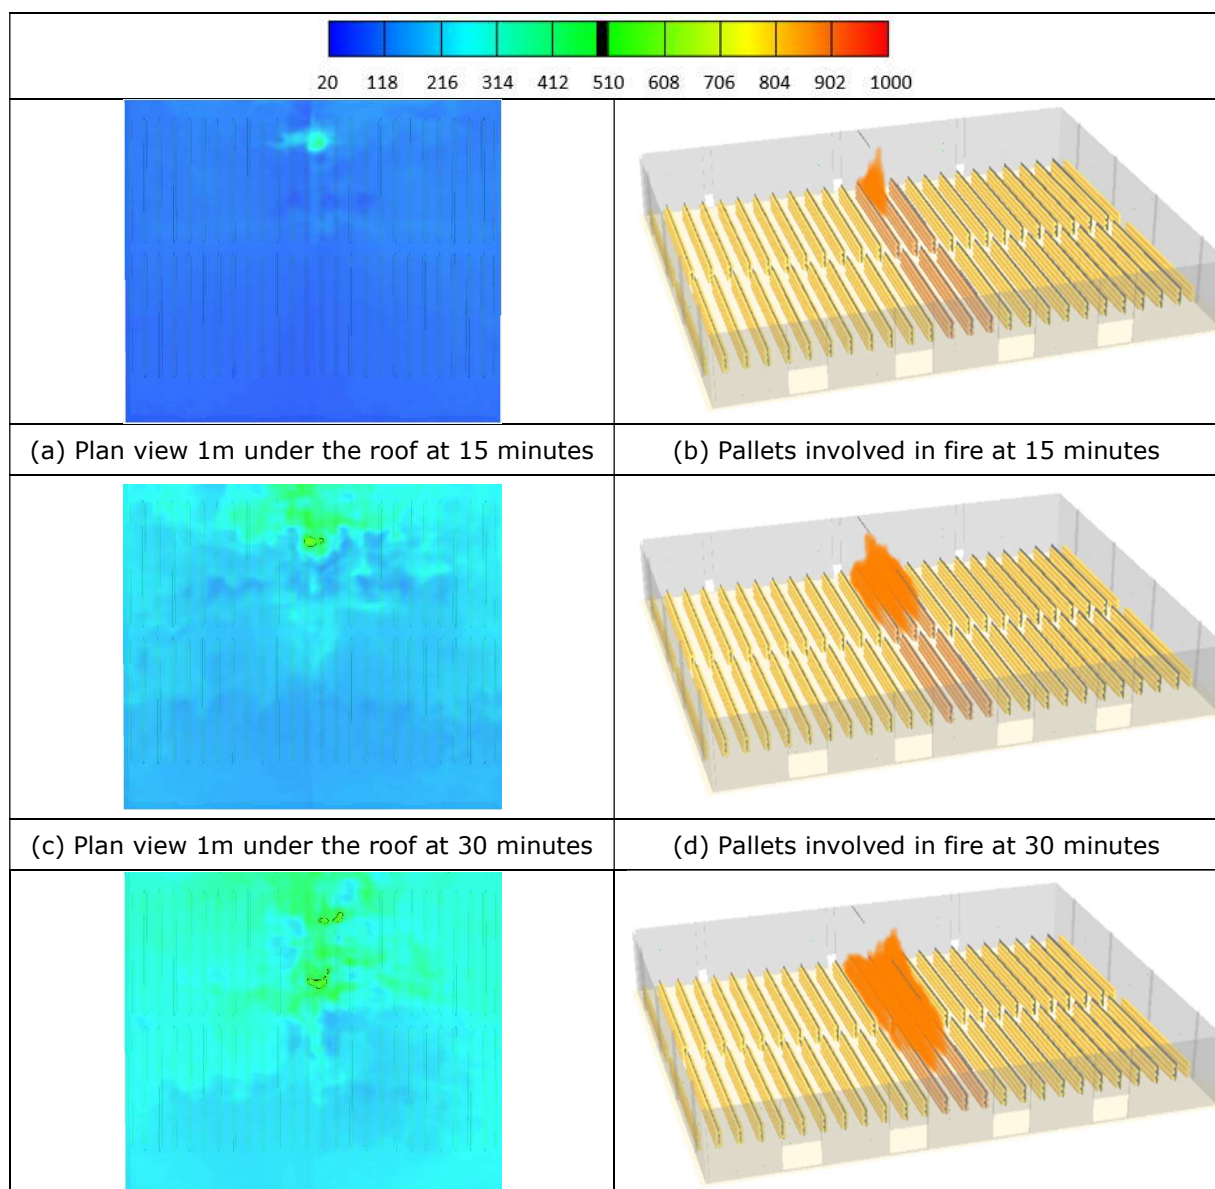 20 118 216 314 412 510 608 706 804 902 1000
(a) Plan view 1m under the roof at 15 minutes
(b) Pallets involved in fire at 15 minutes
(c) Plan view 1m under the roof at 30 minutes
(d) Pallets involved in fire at 30 minutes